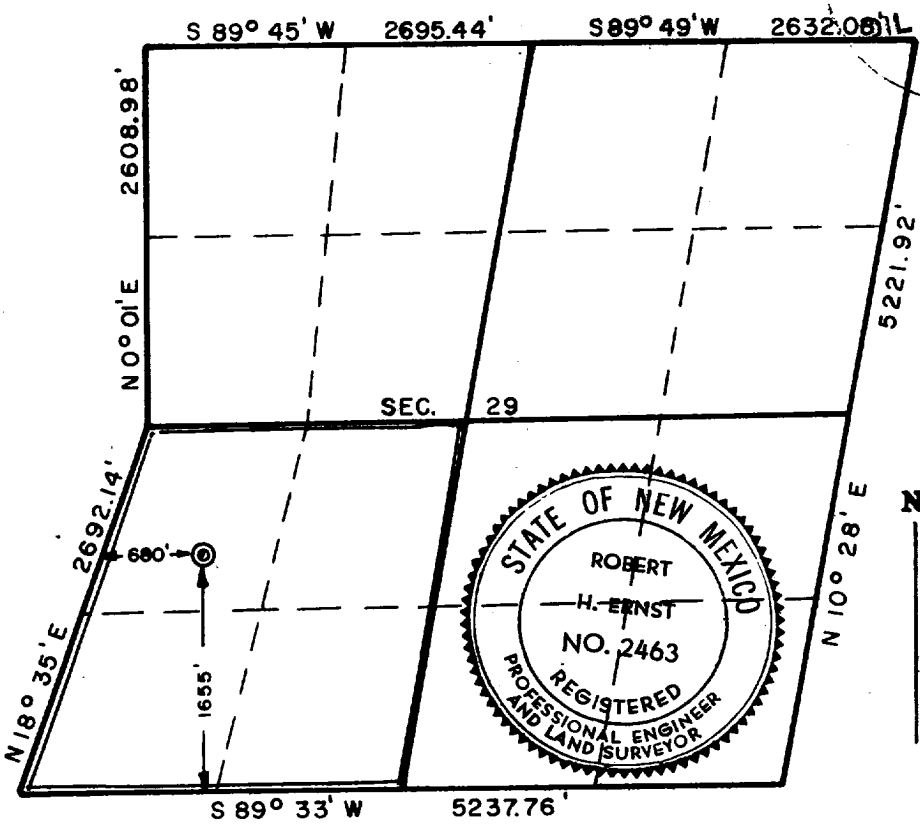 S 89° 45' W 2695.44' S89° 49' W 2632.08'
2608.98'
N 0° 01' E
5221.92'
SEC. 29
2692.14'
N 18° 35' E
680'
1655'
N
N 10° 28' E
STATE OF NEW MEXICO
ROBERT
H. ERNST
NO. 2463
REGISTERED
PROFESSIONAL ENGINEER
AND LAND SURVEYOR
S 89° 33' W 5237.76'